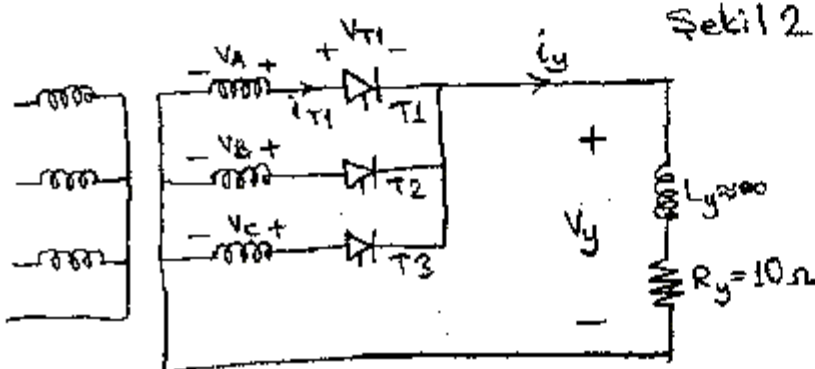 Şekil 2
VT1
+ -
iy
- VA +
iT1
T1
- VB +
T2
+
Vy
-
Ly≈∞
- VC +
T3
Ry=10Ω